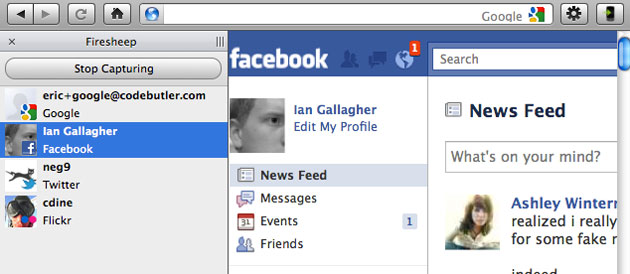 Google
× Firesheep
Stop Capturing
eric+google@codebutler.com
Google
Ian Gallagher
Facebook
neg9
Twitter
cdine
Flickr
facebook
1
Search
Ian Gallagher
Edit My Profile
News Feed
Messages
Events 1
31
Friends
News Feed
What's on your mind?
Ashley Winter
realized i really
for some fake
indeed